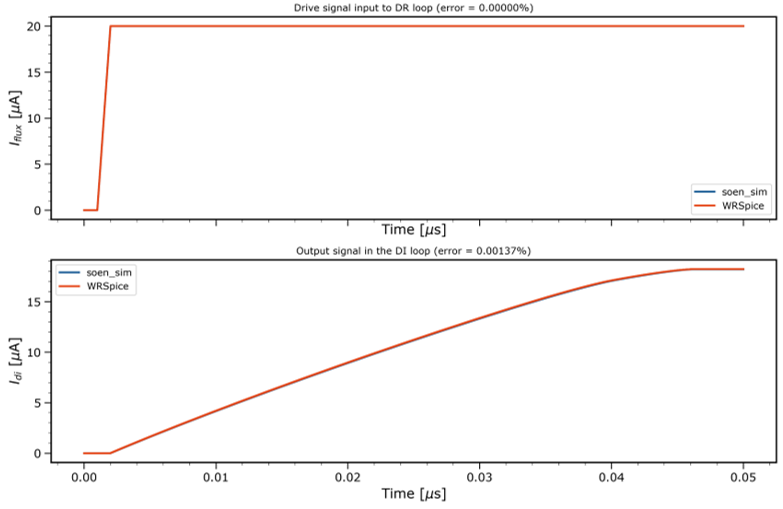 Drive signal input to DR loop (error = 0.00000%)
20
15
10
5
0
I_flux [μA]
soen_sim
WRSpice
Time [μs]
Output signal in the DI loop (error = 0.00137%)
soen_sim
WRSpice
15
10
5
0
I_di [μA]
0.00 0.01 0.02 0.03 0.04 0.05
Time [μs]